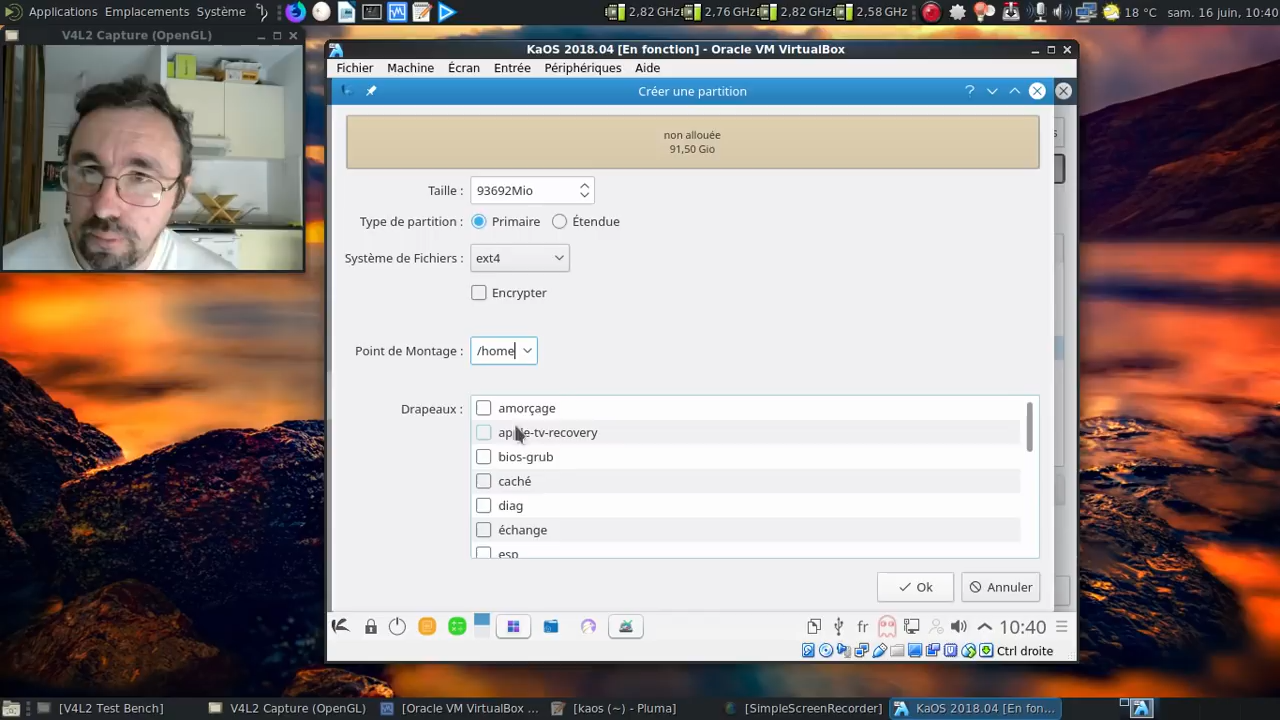 Applications Emplacements Système
2,82 GHz 2,76 GHz 2,82 GHz 2,58 GHz
18 °C sam. 16 juin, 10:40
V4L2 Capture (OpenGL)
KaOS 2018.04 [En fonction] - Oracle VM VirtualBox
Fichier Machine Écran Entrée Périphériques Aide
Créer une partition
non allouée
91,50 Gio
Taille : 93692Mio
Type de partition : Primaire Étendue
Système de Fichiers : ext4
Encrypter
Point de Montage : /home
Drapeaux : amorçage
apple-tv-recovery
bios-grub
caché
diag
échange
esp
Ok Annuler
fr 10:40
Ctrl droite
[V4L2 Test Bench] V4L2 Capture (OpenGL) [Oracle VM VirtualBox ... [kaos (~) - Pluma] [SimpleScreenRecorder] KaOS 2018.04 [En fon...